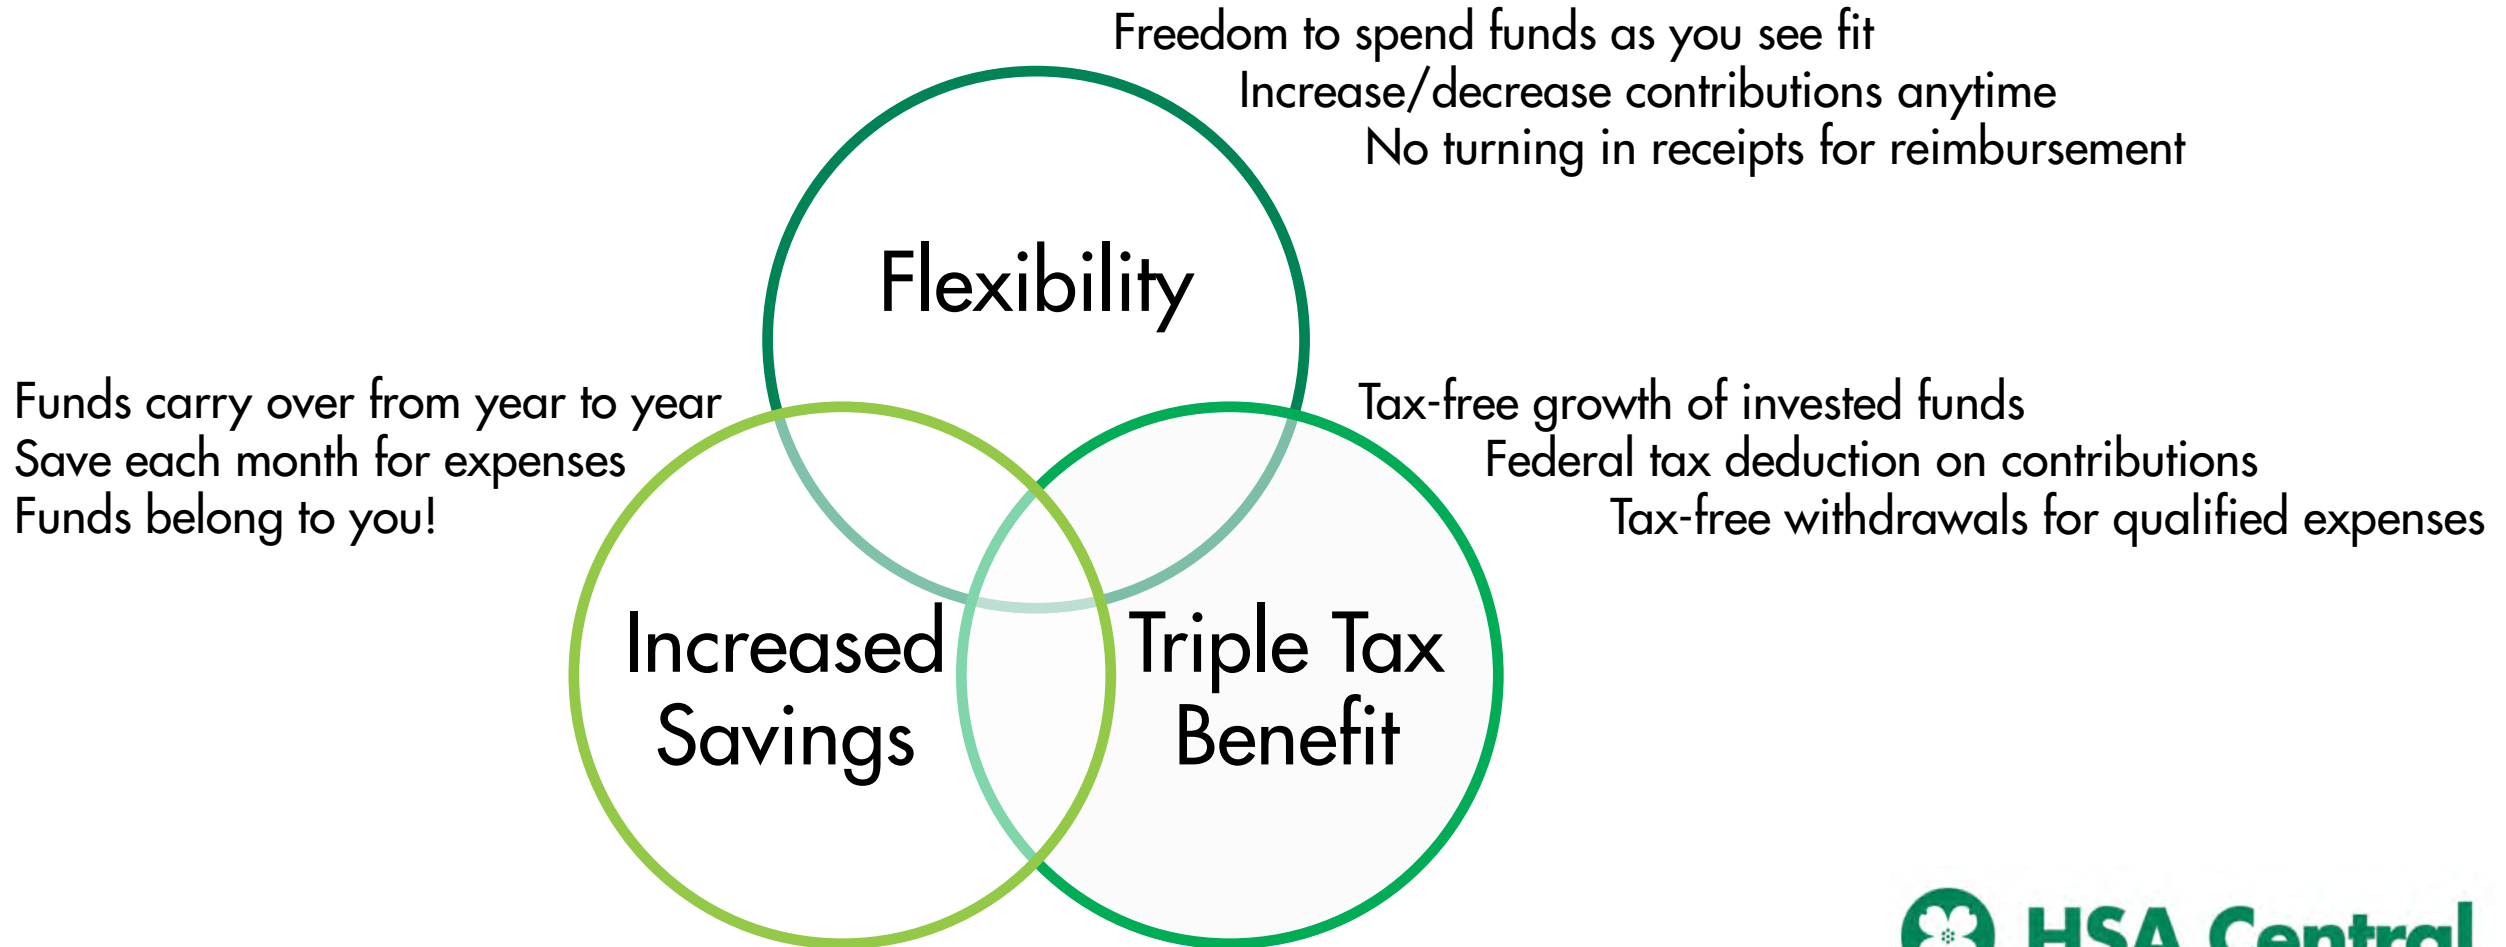 Freedom to spend funds as you see fit
Increase/decrease contributions anytime
No turning in receipts for reimbursement
Flexibility
Funds carry over from year to year
Save each month for expenses
Funds belong to you!
Tax-free growth of invested funds
Federal tax deduction on contributions
Tax-free withdrawals for qualified expenses
Increased
Savings
Triple Tax
Benefit
HSA Central